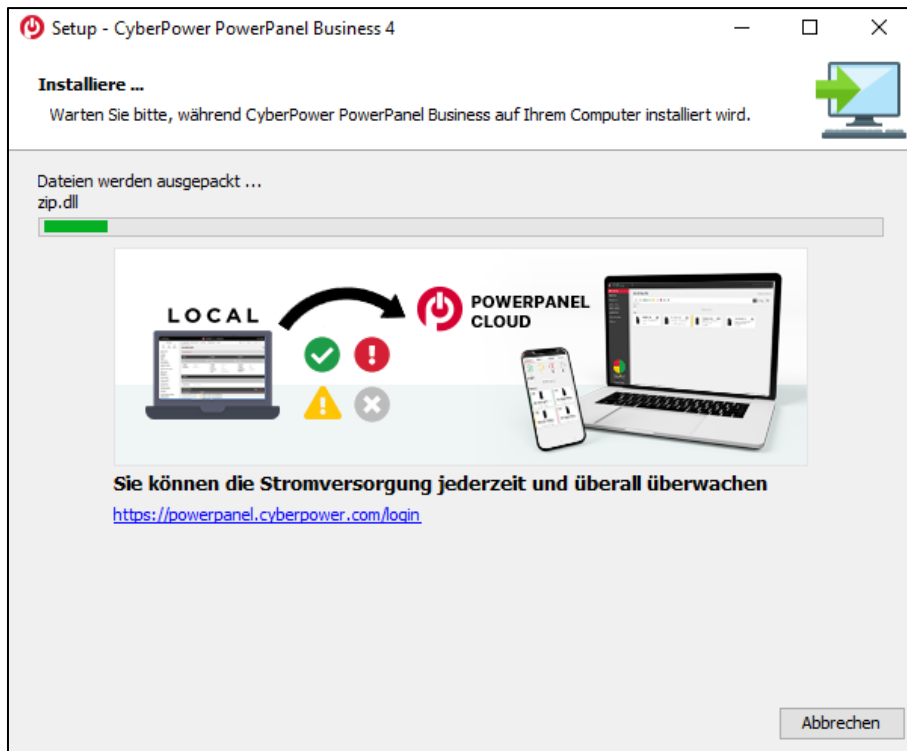 Setup - CyberPower PowerPanel Business 4
Installiere ...
Warten Sie bitte, während CyberPower PowerPanel Business auf Ihrem Computer installiert wird.
Dateien werden ausgepackt ...
zip.dll
LOCAL
POWERPANEL
CLOUD
Sie können die Stromversorgung jederzeit und überall überwachen
https://powerpanel.cyberpower.com/login
Abbrechen